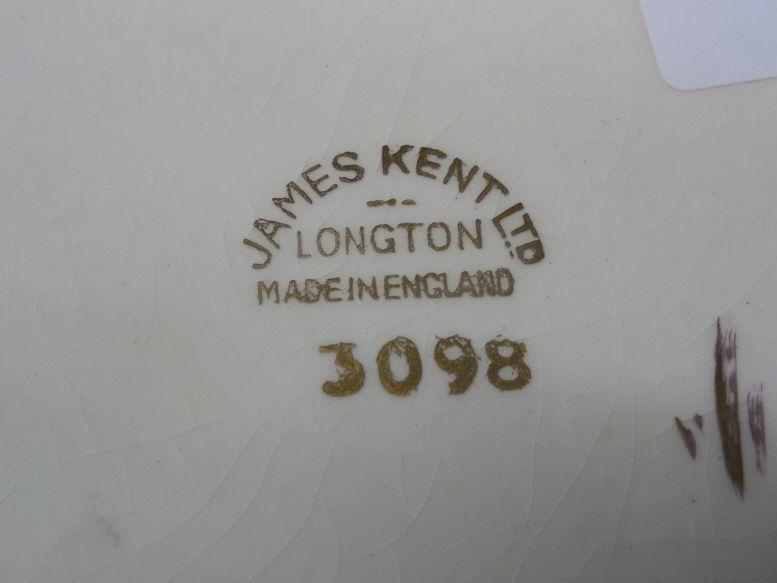 JAMES KENT LTD.
LONGTON
MADE IN ENGLAND
3098